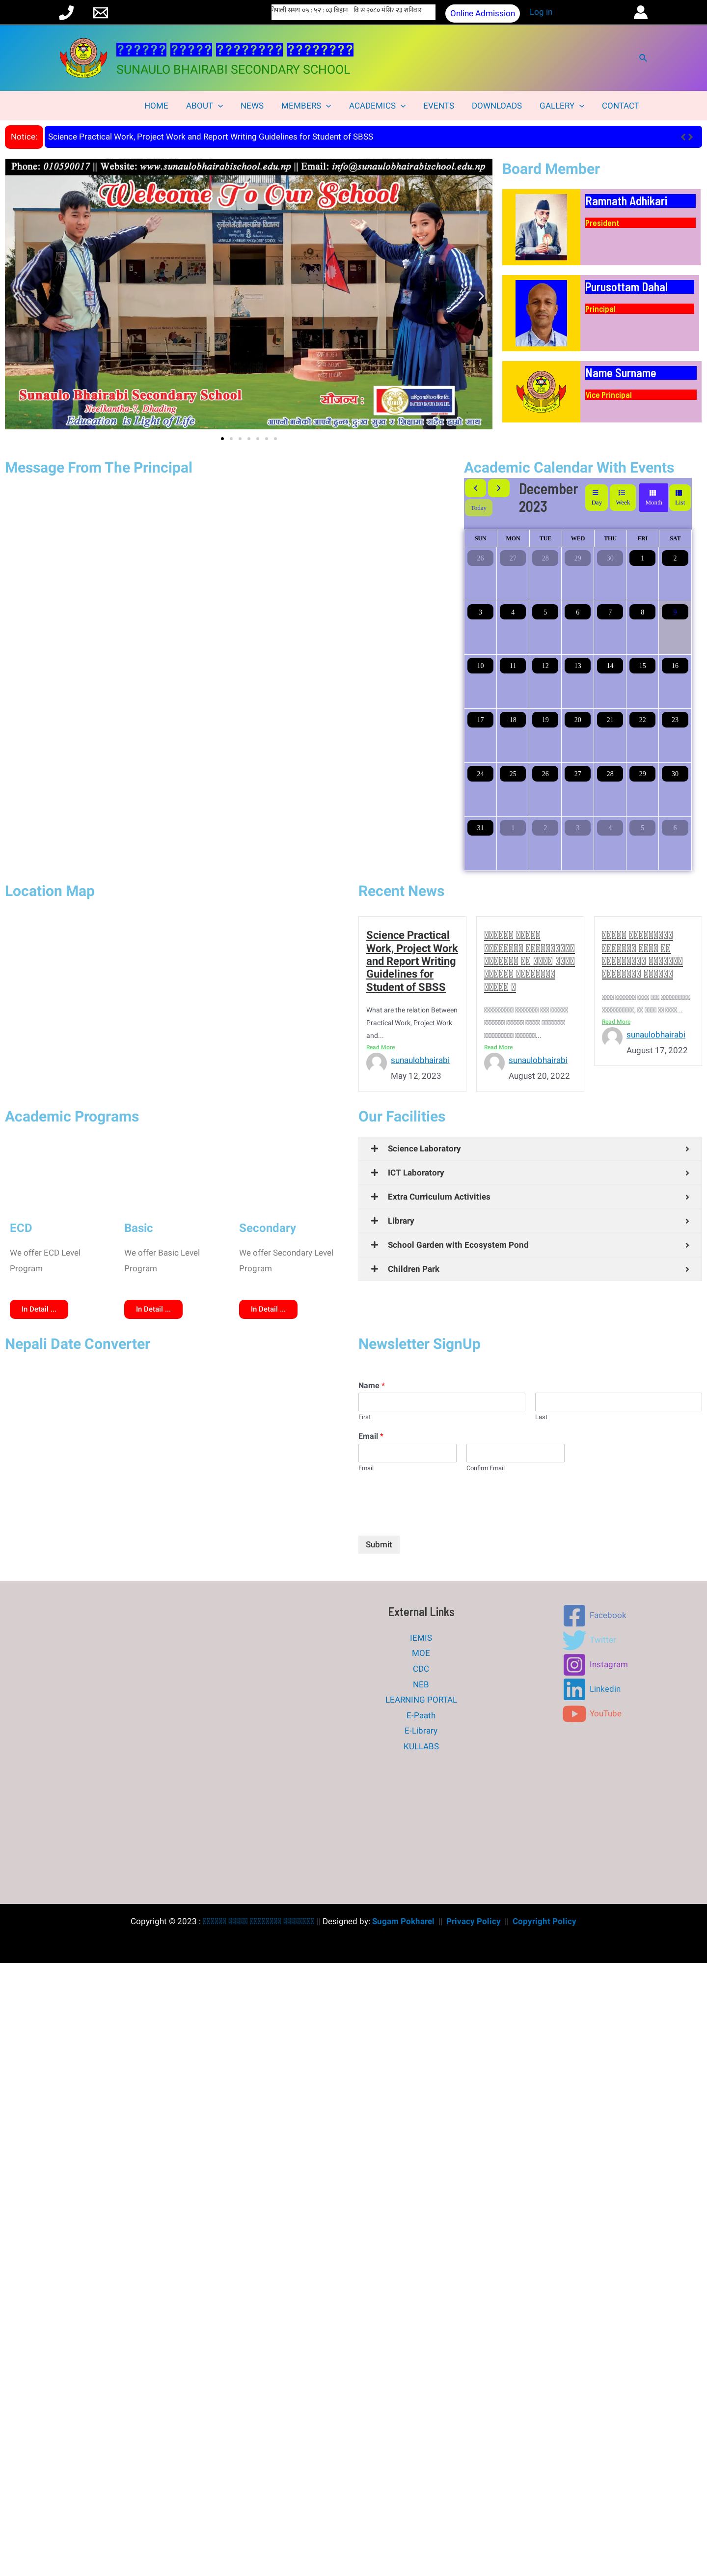 नेपाली समय ०५ : ५२ : ०३ बिहान वि सं २०८० मंसिर २३ शनिवार
Online Admission
Log in
SUNAULO BHAIRABI SECONDARY SCHOOL
HOME ABOUT NEWS MEMBERS ACADEMICS EVENTS DOWNLOADS GALLERY CONTACT
Notice:
Science Practical Work, Project Work and Report Writing Guidelines for Student of SBSS
Phone: 010590017 || Website: www.sunaulobhairabischool.edu.np || Email: info@sunaulobhairabischool.edu.np
Welcome To Our School
Sunaulo Bhairabi Secondary School
Neelkantha-7, Dhading
Education is Light of Life
सौजन्य :
Board Member
Ramnath Adhikari
President
Purusottam Dahal
Principal
Name Surname
Vice Principal
Message From The Principal
Academic Calendar With Events
December 2023
Today
Day Week Month List
SUN MON TUE WED THU FRI SAT
26 27 28 29 30 1 2
3 4 5 6 7 8 9
10 11 12 13 14 15 16
17 18 19 20 21 22 23
24 25 26 27 28 29 30
31 1 2 3 4 5 6
Location Map
Recent News
Science Practical
Work, Project Work
and Report Writing
Guidelines for
Student of SBSS
What are the relation Between
Practical Work, Project Work
and...
Read More
sunaulobhairabi
May 12, 2023
Read More
sunaulobhairabi
August 20, 2022
Read More
sunaulobhairabi
August 17, 2022
Academic Programs
ECD
We offer ECD Level
Program
In Detail ...
Basic
We offer Basic Level
Program
In Detail ...
Secondary
We offer Secondary Level
Program
In Detail ...
Our Facilities
Science Laboratory
ICT Laboratory
Extra Curriculum Activities
Library
School Garden with Ecosystem Pond
Children Park
Nepali Date Converter
Newsletter SignUp
Name *
First Last
Email *
Email Confirm Email
Submit
External Links
IEMIS
MOE
CDC
NEB
LEARNING PORTAL
E-Paath
E-Library
KULLABS
Facebook
Twitter
Instagram
Linkedin
YouTube
Copyright © 2023 : || Designed by: Sugam Pokharel || Privacy Policy || Copyright Policy